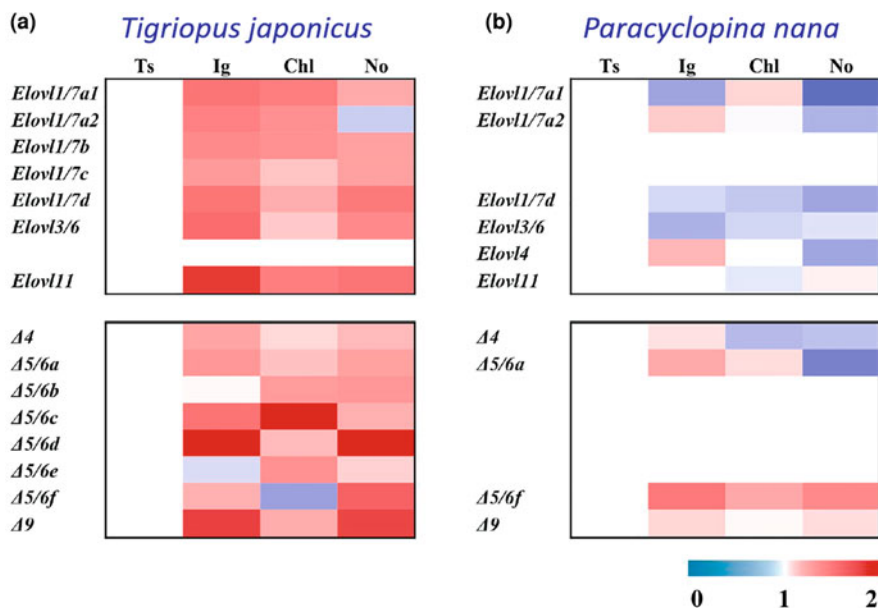 (a) Tigriopus japonicus
Ts Ig Chl No
Elovl1/7a1
Elovl1/7a2
Elovl1/7b
Elovl1/7c
Elovl1/7d
Elovl3/6
Elovl11
Δ4
Δ5/6a
Δ5/6b
Δ5/6c
Δ5/6d
Δ5/6e
Δ5/6f
Δ9
(b) Paracyclopina nana
Ts Ig Chl No
Elovl1/7a1
Elovl1/7a2
Elovl1/7d
Elovl3/6
Elovl4
Elovl11
Δ4
Δ5/6a
Δ5/6f
Δ9
0 1 2